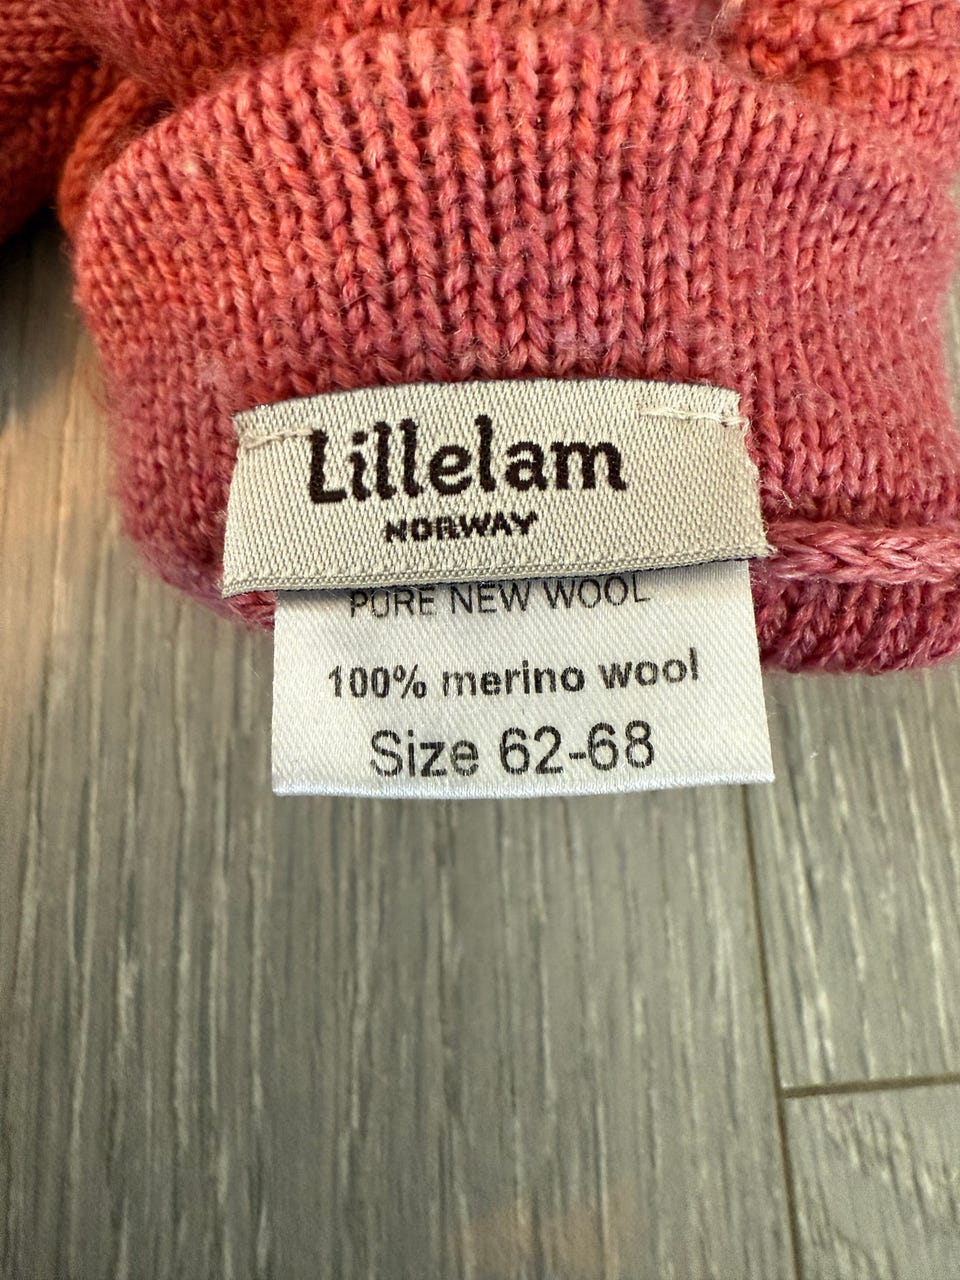 Lillelam
NORWAY
PURE NEW WOOL
100% merino wool
Size 62-68